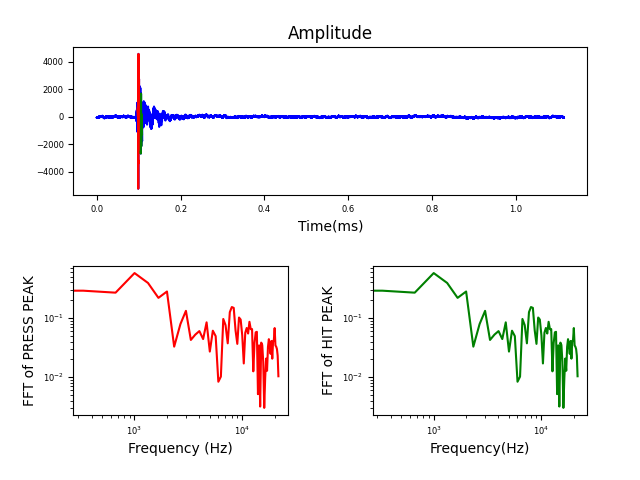 Amplitude
4000
2000
0
−2000
−4000
0.0 0.2 0.4 0.6 0.8 1.0
Time(ms)
FFT of PRESS PEAK
10⁻¹
10⁻²
10³ 10⁴
Frequency (Hz)
FFT of HIT PEAK
10⁻¹
10⁻²
10³ 10⁴
Frequency(Hz)